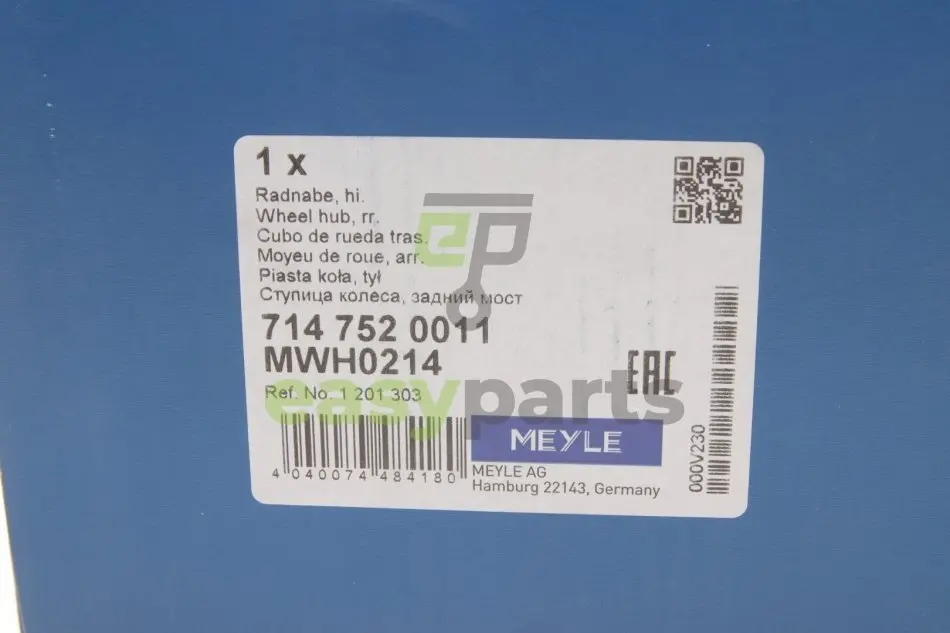 1 x
Radnabe, hi.
Wheel hub, rr.
Cubo de rueda tras.
Moyeu de roue, arr.
Piasta koła, tył
Ступица колеса, задний мост
714 752 0011
MWH0214
Ref. No. 1 201 303
EAC
ep
easyparts
4 040074 484180
MEYLE
MEYLE AG
Hamburg 22143, Germany
000V230